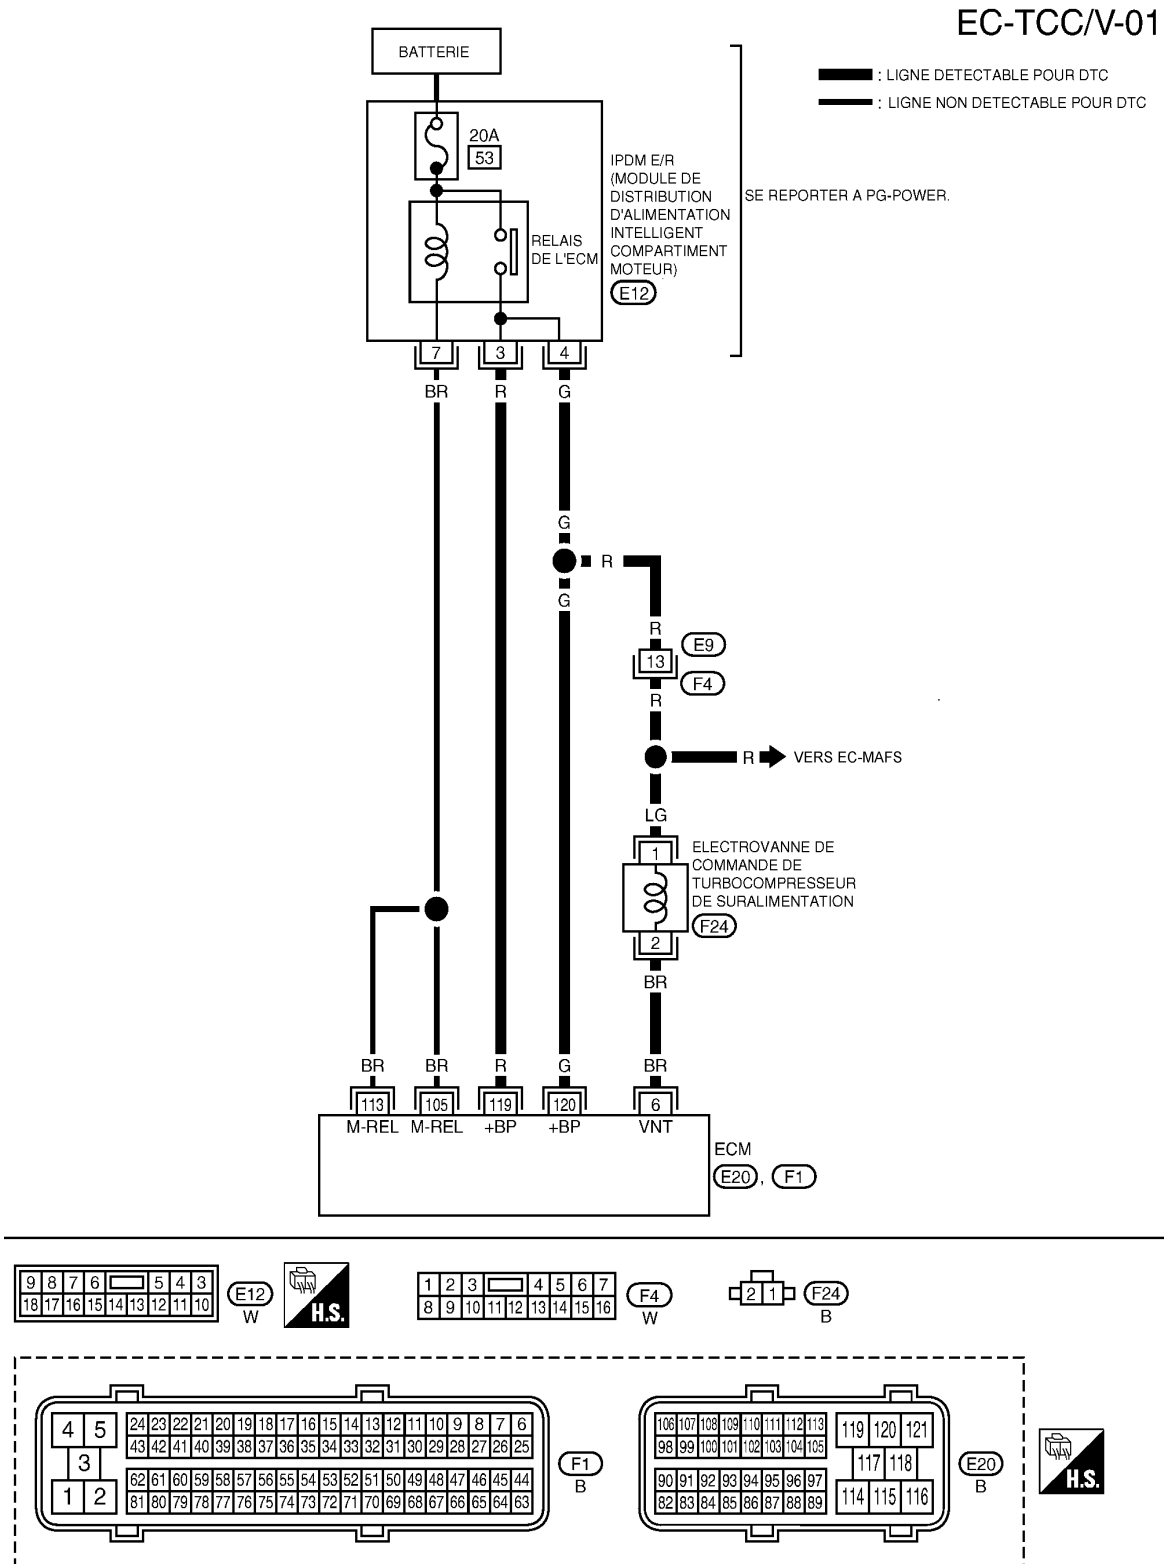 EC-TCC/V-01
BATTERIE
: LIGNE DETECTABLE POUR DTC
: LIGNE NON DETECTABLE POUR DTC
20A
53
IPDM E/R
(MODULE DE
DISTRIBUTION
D'ALIMENTATION
INTELLIGENT
COMPARTIMENT
MOTEUR)
E12
SE REPORTER A PG-POWER.
RELAIS
DE L'ECM
7 3 4
BR R G
G
R
G
R
E9
13
F4
R
R
VERS EC-MAFS
LG
1
ELECTROVANNE DE
COMMANDE DE
TURBOCOMPRESSEUR
DE SURALIMENTATION
F24
2
BR
BR BR R G BR
113 105 119 120 6
M-REL M-REL +BP +BP VNT
ECM
E20, F1
9 8 7 6 5 4 3
18 17 16 15 14 13 12 11 10
E12
W
H.S.
1 2 3 4 5 6 7
8 9 10 11 12 13 14 15 16
F4
W
2 1
F24
B
4 5
3
1 2
24 23 22 21 20 19 18 17 16 15 14 13 12 11 10 9 8 7 6
43 42 41 40 39 38 37 36 35 34 33 32 31 30 29 28 27 26 25
62 61 60 59 58 57 56 55 54 53 52 51 50 49 48 47 46 45 44
81 80 79 78 77 76 75 74 73 72 71 70 69 68 67 66 65 64 63
F1
B
106 107 108 109 110 111 112 113
98 99 100 101 102 103 104 105
90 91 92 93 94 95 96 97
82 83 84 85 86 87 88 89
119 120 121
117 118
114 115 116
E20
B
H.S.